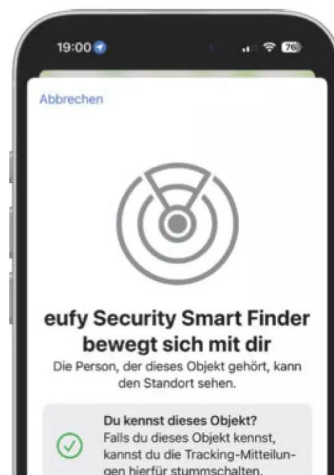 19:00
76
Abbrechen
eufy Security Smart Finder
bewegt sich mit dir
Die Person, der dieses Objekt gehört, kann
den Standort sehen.
Du kennst dieses Objekt?
Falls du dieses Objekt kennst,
kannst du die Tracking-Mitteilun-
gen hierfür stummschalten.